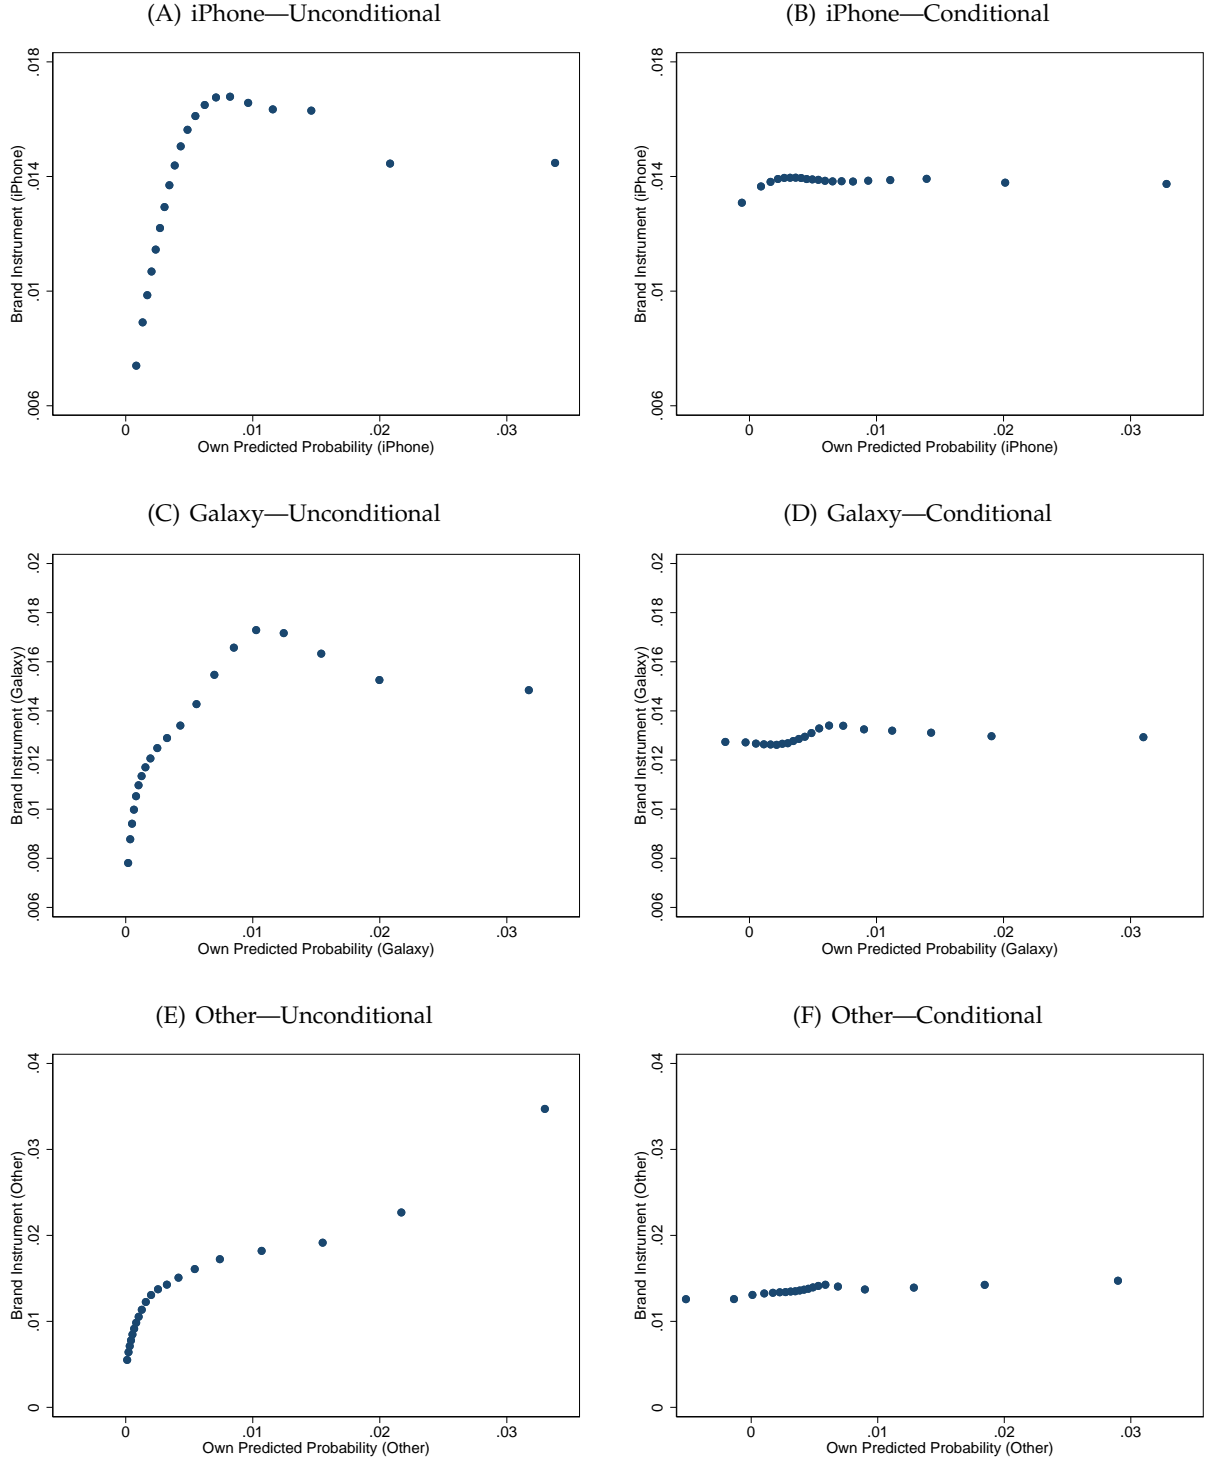 (A) iPhone—Unconditional
Brand Instrument (iPhone)
.018
.014
.01
.006
0 .01 .02 .03
Own Predicted Probability (iPhone)
(B) iPhone—Conditional
Brand Instrument (iPhone)
.018
.014
.01
.006
0 .01 .02 .03
Own Predicted Probability (iPhone)
(C) Galaxy—Unconditional
Brand Instrument (Galaxy)
.02
.018
.016
.014
.012
.01
.008
.006
0 .01 .02 .03
Own Predicted Probability (Galaxy)
(D) Galaxy—Conditional
Brand Instrument (Galaxy)
.02
.018
.016
.014
.012
.01
.008
.006
0 .01 .02 .03
Own Predicted Probability (Galaxy)
(E) Other—Unconditional
Brand Instrument (Other)
.04
.03
.02
.01
0
0 .01 .02 .03
Own Predicted Probability (Other)
(F) Other—Conditional
Brand Instrument (Other)
.04
.03
.02
.01
0
0 .01 .02 .03
Own Predicted Probability (Other)